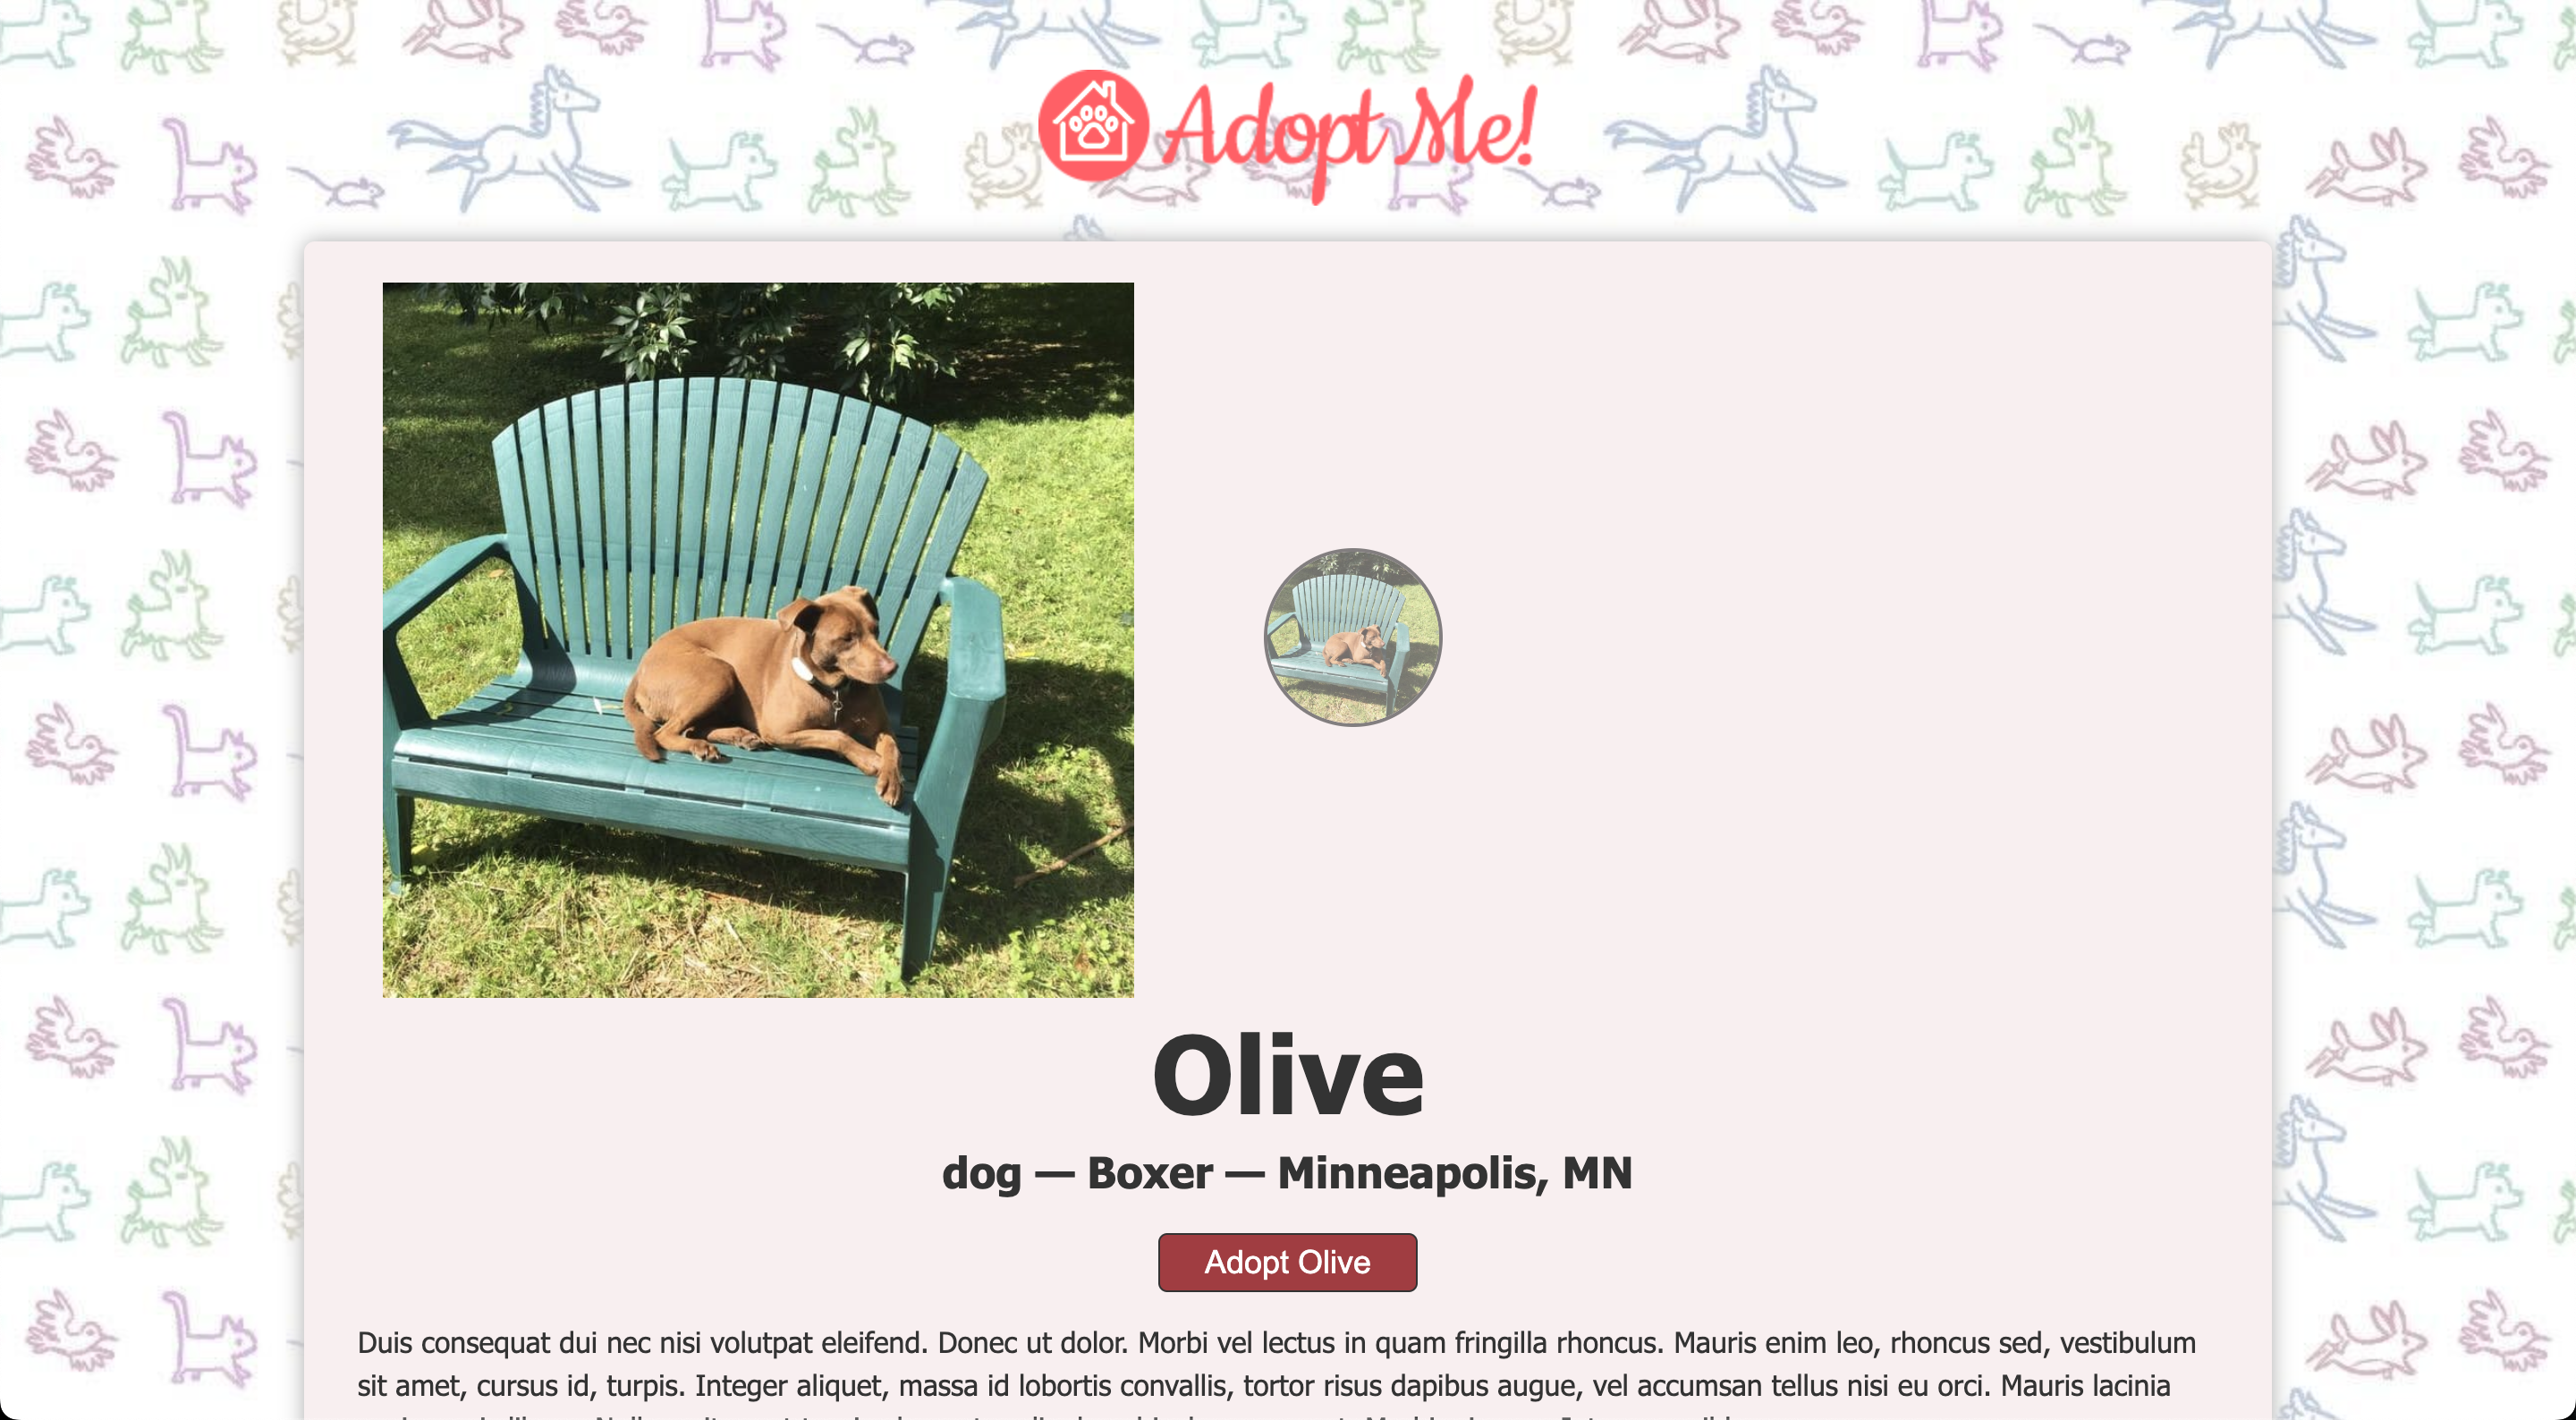 Adopt Me!
Olive
dog — Boxer — Minneapolis, MN
Adopt Olive
Duis consequat dui nec nisi volutpat eleifend. Donec ut dolor. Morbi vel lectus in quam fringilla rhoncus. Mauris enim leo, rhoncus sed, vestibulum
sit amet, cursus id, turpis. Integer aliquet, massa id lobortis convallis, tortor risus dapibus augue, vel accumsan tellus nisi eu orci. Mauris lacinia